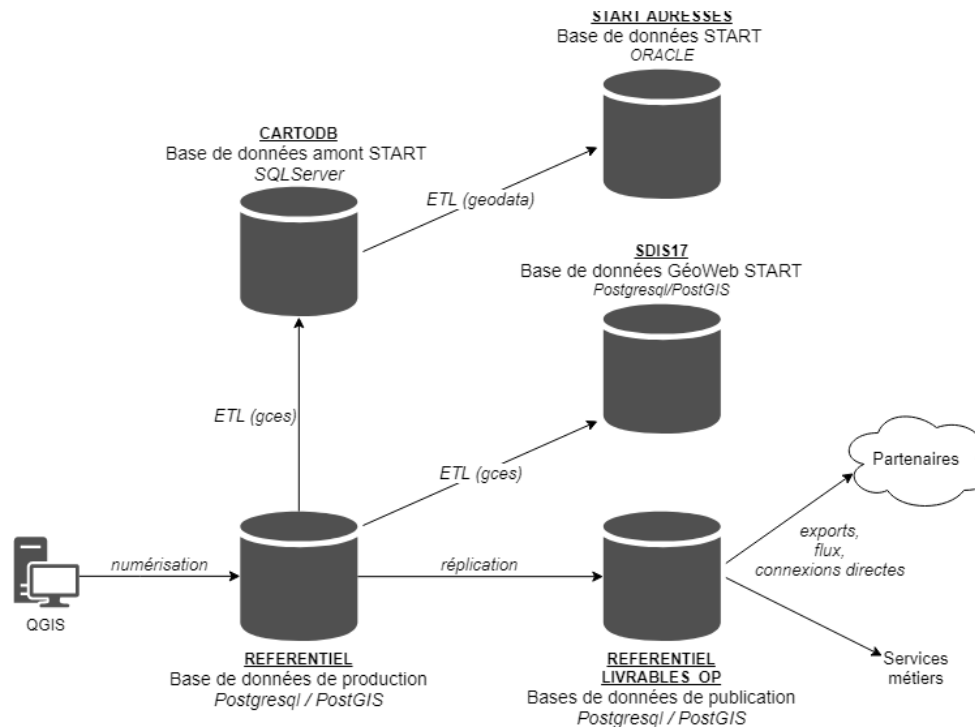 START ADRESSES
Base de données START
ORACLE
CARTODB
Base de données amont START
SQLServer
ETL (geodata)
SDIS17
Base de données GéoWeb START
Postgresql/PostGIS
ETL (gces)
ETL (gces)
Partenaires
exports,
flux,
connexions directes
numérisation
réplication
QGIS
REFERENTIEL
Base de données de production
Postgresql / PostGIS
REFERENTIEL
LIVRABLES_OP
Bases de données de publication
Postgresql / PostGIS
Services
métiers